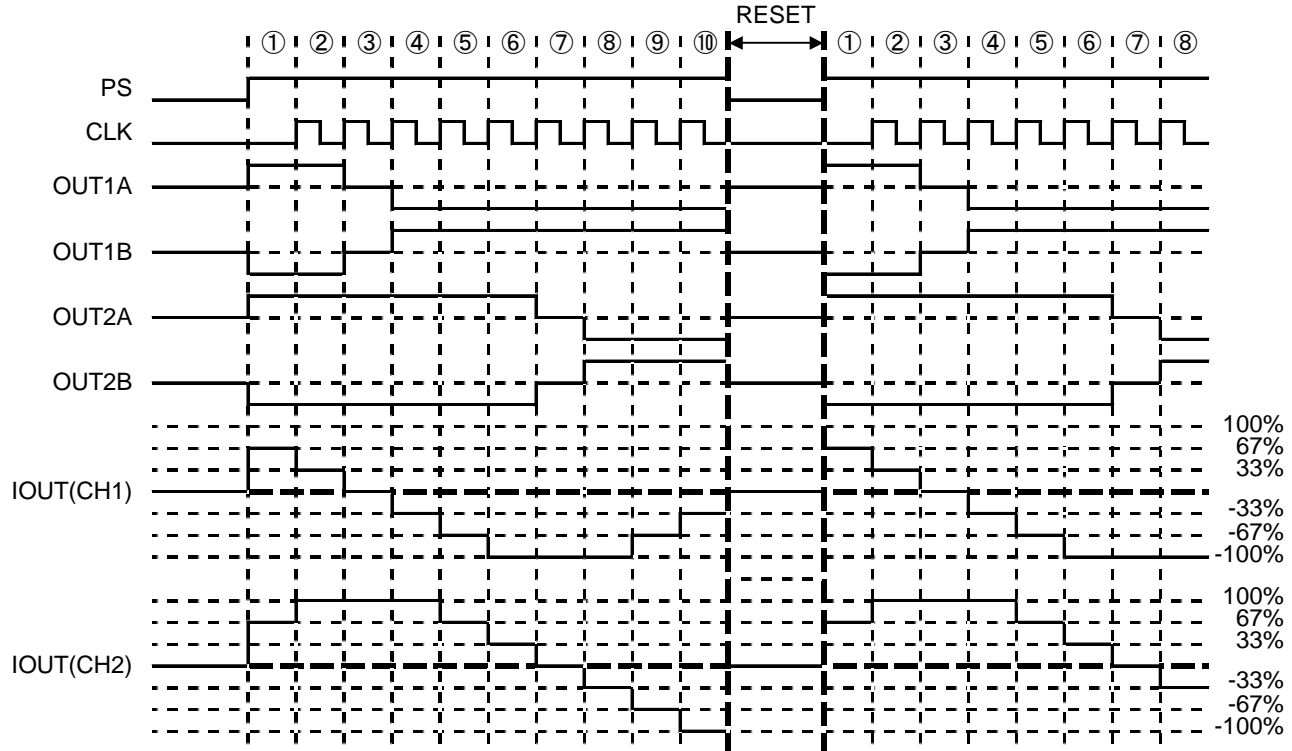 RESET
① ② ③ ④ ⑤ ⑥ ⑦ ⑧ ⑨ ⑩ ① ② ③ ④ ⑤ ⑥ ⑦ ⑧
PS
CLK
OUT1A
OUT1B
OUT2A
OUT2B
100%
67%
33%
IOUT(CH1)
-33%
-67%
-100%
100%
67%
33%
IOUT(CH2)
-33%
-67%
-100%